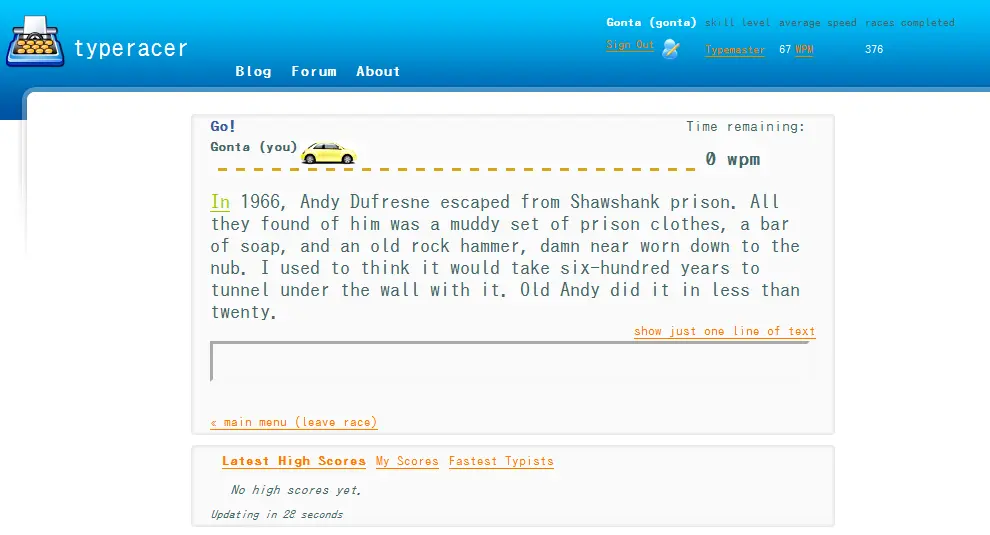 Gonta (gonta) skill level average speed races completed
typeracer
Sign Out Typemaster 67 WPM 376
Blog Forum About
Go! Time remaining:
Gonta (you) 0 wpm
In 1966, Andy Dufresne escaped from Shawshank prison. All
they found of him was a muddy set of prison clothes, a bar
of soap, and an old rock hammer, damn near worn down to the
nub. I used to think it would take six-hundred years to
tunnel under the wall with it. Old Andy did it in less than
twenty.
show just one line of text
« main menu (leave race)
Latest High Scores My Scores Fastest Typists
No high scores yet.
Updating in 28 seconds